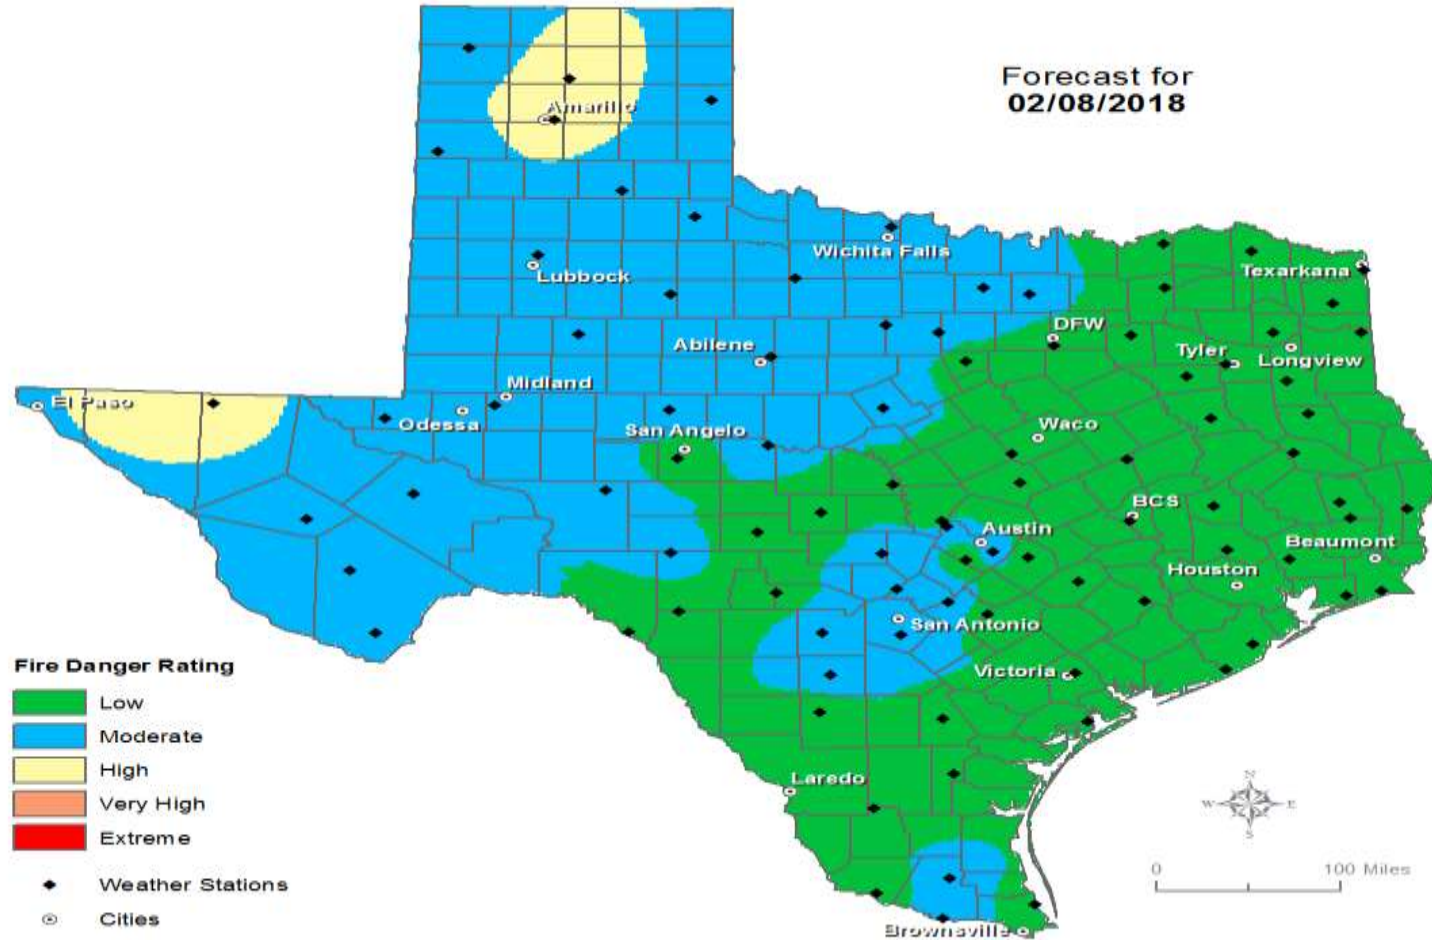 Forecast for
02/08/2018
Amarillo
Wichita Falls
Texarkana
Lubbock
DFW
Abilene
Tyler
Longview
Midland
El Paso
Odessa
San Angelo
Waco
BCS
Austin
Beaumont
Houston
San Antonio
Victoria
Laredo
Brownsville
Fire Danger Rating
Low
Moderate
High
Very High
Extreme
Weather Stations
Cities
N
W E
S
0 100 Miles